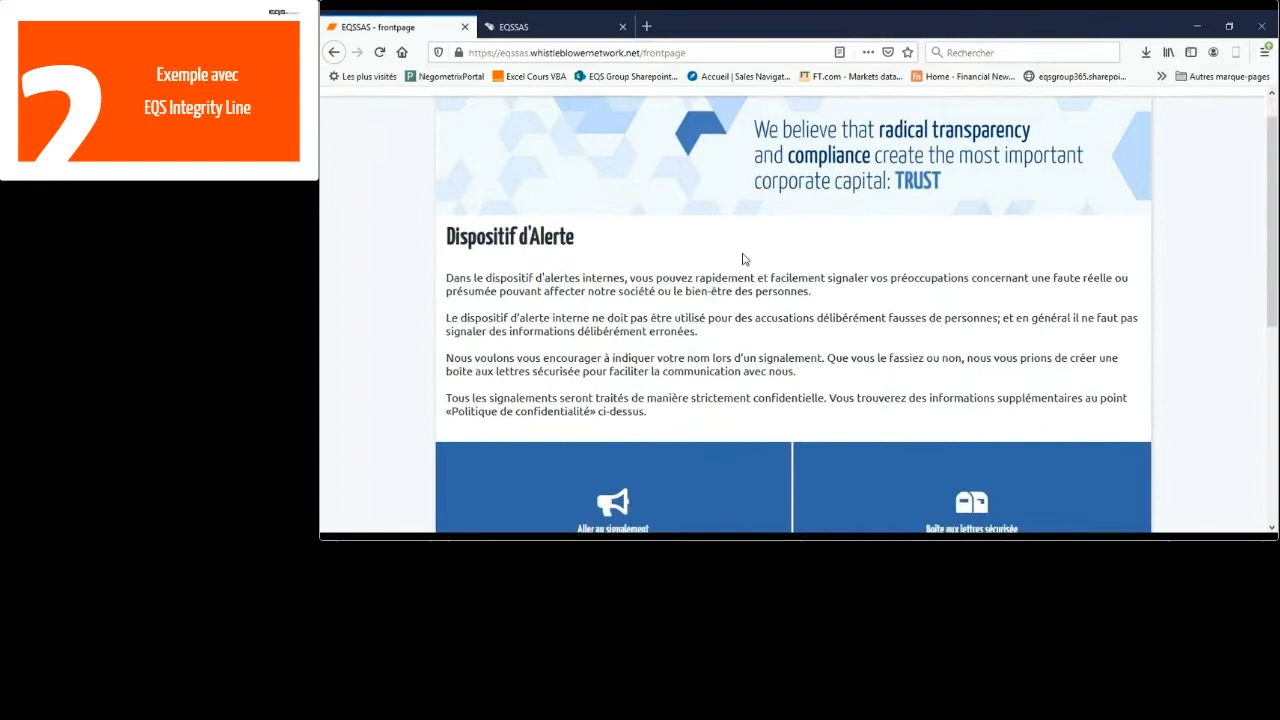 EQS
2
Exemple avec
EQS Integrity Line
EQSSAS - frontpage
EQSSAS
https://eqssas.whistleblowernetwork.net/frontpage
Rechercher
Les plus visités
NegometrixPortal
Excel Cours VBA
EQS Group Sharepoint...
Accueil | Sales Navigat...
FT.com - Markets data...
Home - Financial New...
eqsgroup365.sharepoi...
Autres marque-pages
We believe that radical transparency
and compliance create the most important
corporate capital: TRUST
Dispositif d'Alerte
Dans le dispositif d'alertes internes, vous pouvez rapidement et facilement signaler vos préoccupations concernant une faute réelle ou
présumée pouvant affecter notre société ou le bien-être des personnes.
Le dispositif d'alerte interne ne doit pas être utilisé pour des accusations délibérément fausses de personnes; et en général il ne faut pas
signaler des informations délibérément erronées.
Nous voulons vous encourager à indiquer votre nom lors d'un signalement. Que vous le fassiez ou non, nous vous prions de créer une
boîte aux lettres sécurisée pour faciliter la communication avec nous.
Tous les signalements seront traités de manière strictement confidentielle. Vous trouverez des informations supplémentaires au point
«Politique de confidentialité» ci-dessus.
Aller au signalement
Boîte aux lettres sécurisée